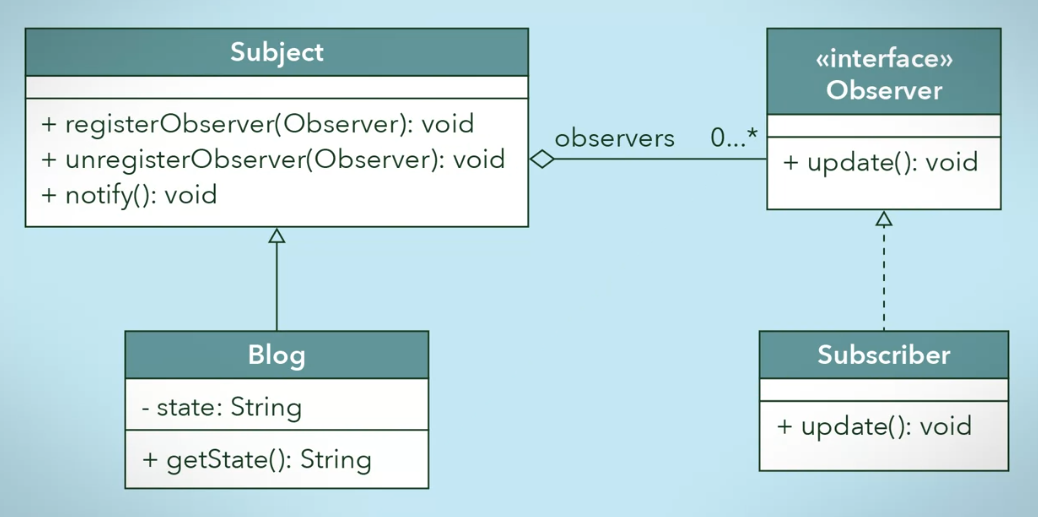 Subject
+ registerObserver(Observer): void
+ unregisterObserver(Observer): void
+ notify(): void
observers 0...*
«interface»
Observer
+ update(): void
Blog
- state: String
+ getState(): String
Subscriber
+ update(): void